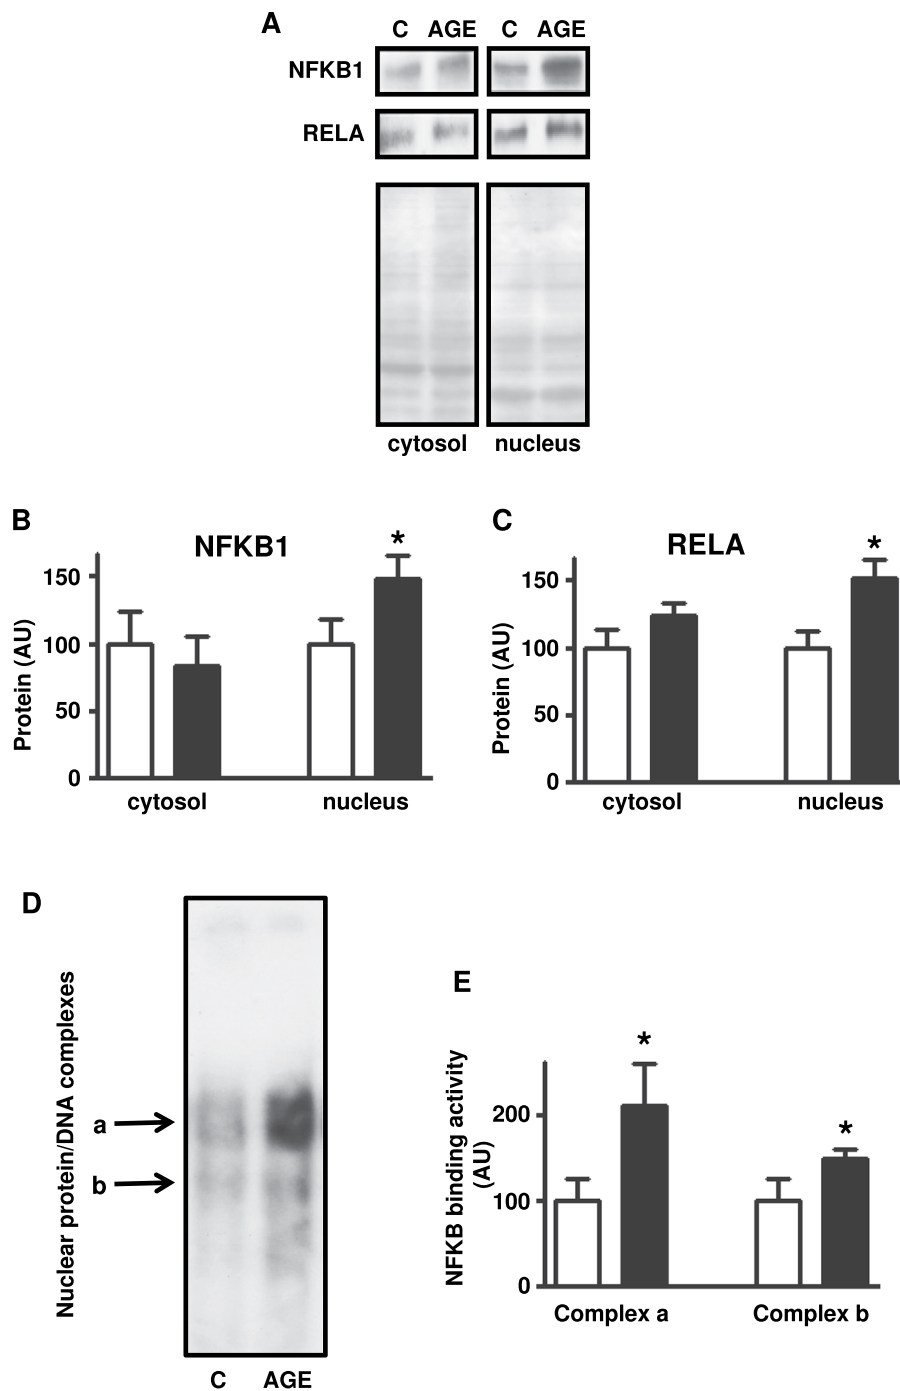 A
C AGE C AGE
NFKB1
RELA
cytosol nucleus
B
NFKB1
*
Protein (AU)
150
100
50
0
cytosol nucleus
C
RELA
*
Protein (AU)
150
100
50
0
cytosol nucleus
D
Nuclear protein/DNA complexes
a
b
C AGE
E
NFKB binding activity
(AU)
*
*
200
100
0
Complex a Complex b